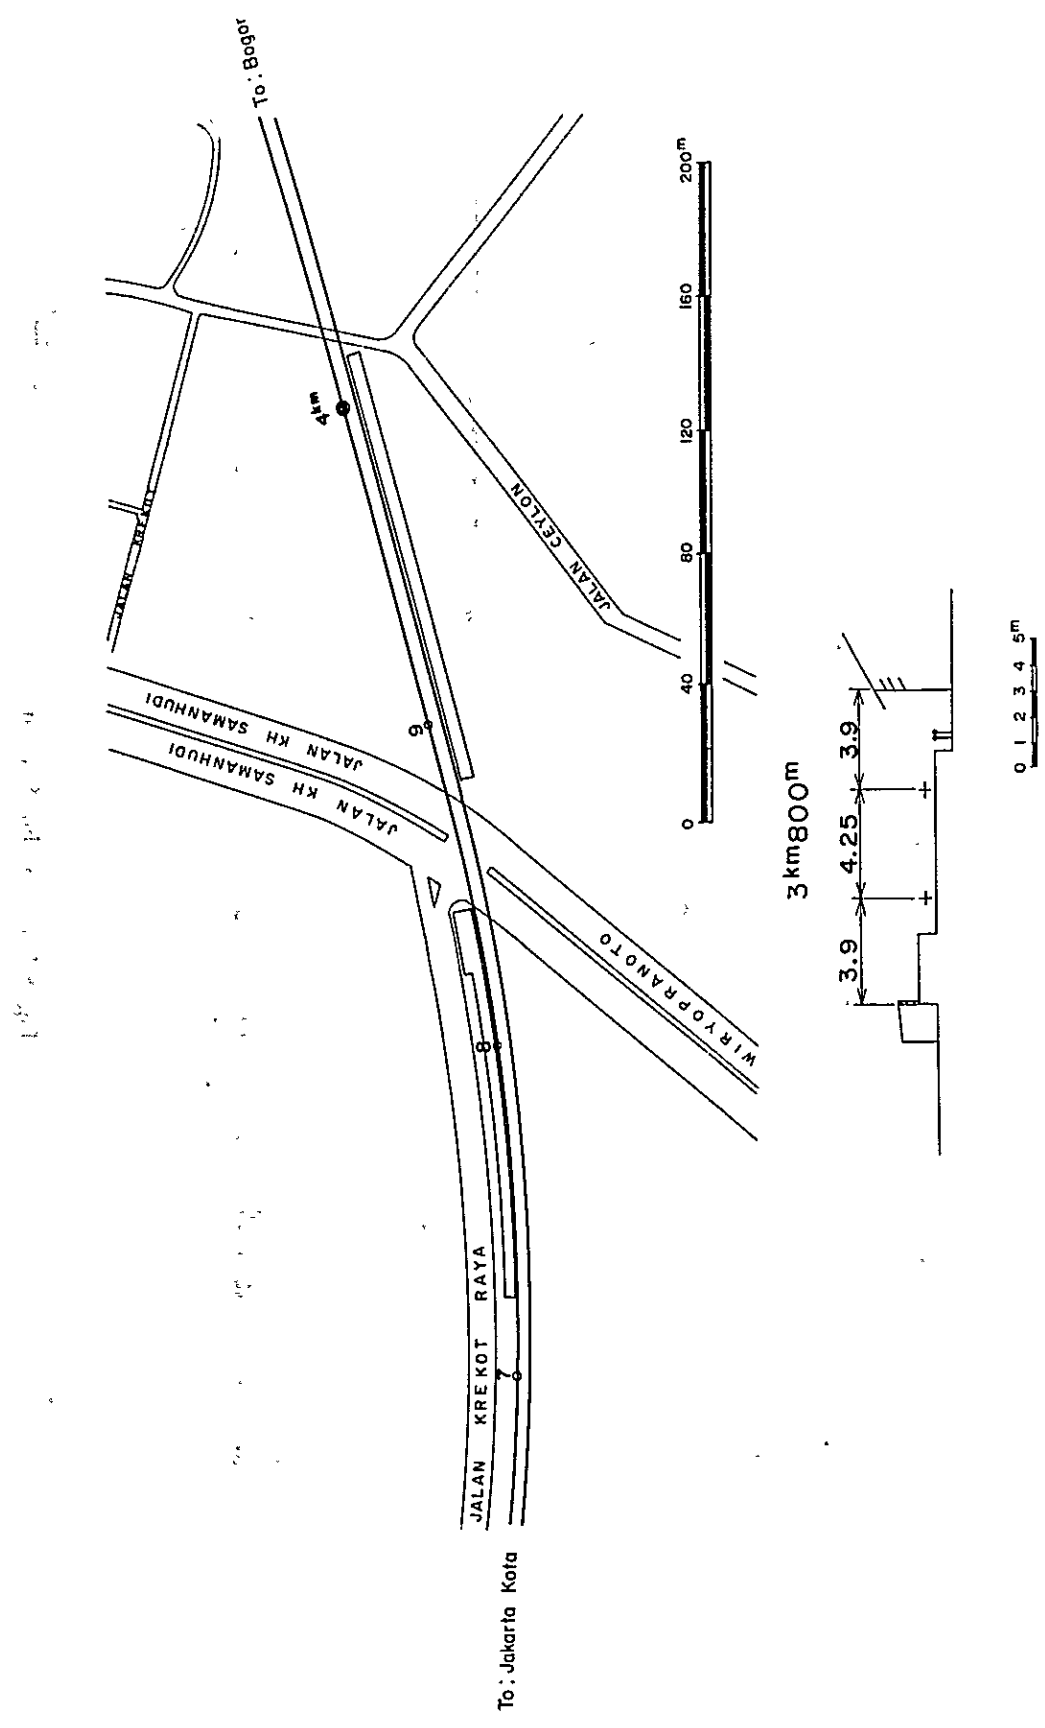 To : Bogor
4km
JALAN KREKOT
JALAN KH SAMANHUDI
JALAN KH SAMANHUDI
9
JALAN CEYLON
8
WIRYOPRANOTO
JALAN KREKOT RAYA
7
To : Jakarta Kota
0 40 80 120 160 200m
3km800m
3.9 4.25 3.9
0 1 2 3 4 5m